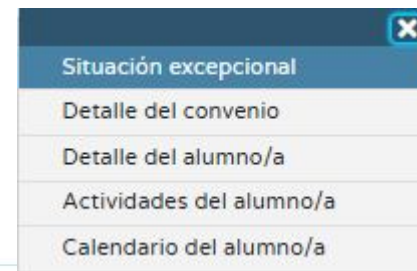 Situación excepcional
Detalle del convenio
Detalle del alumno/a
Actividades del alumno/a
Calendario del alumno/a